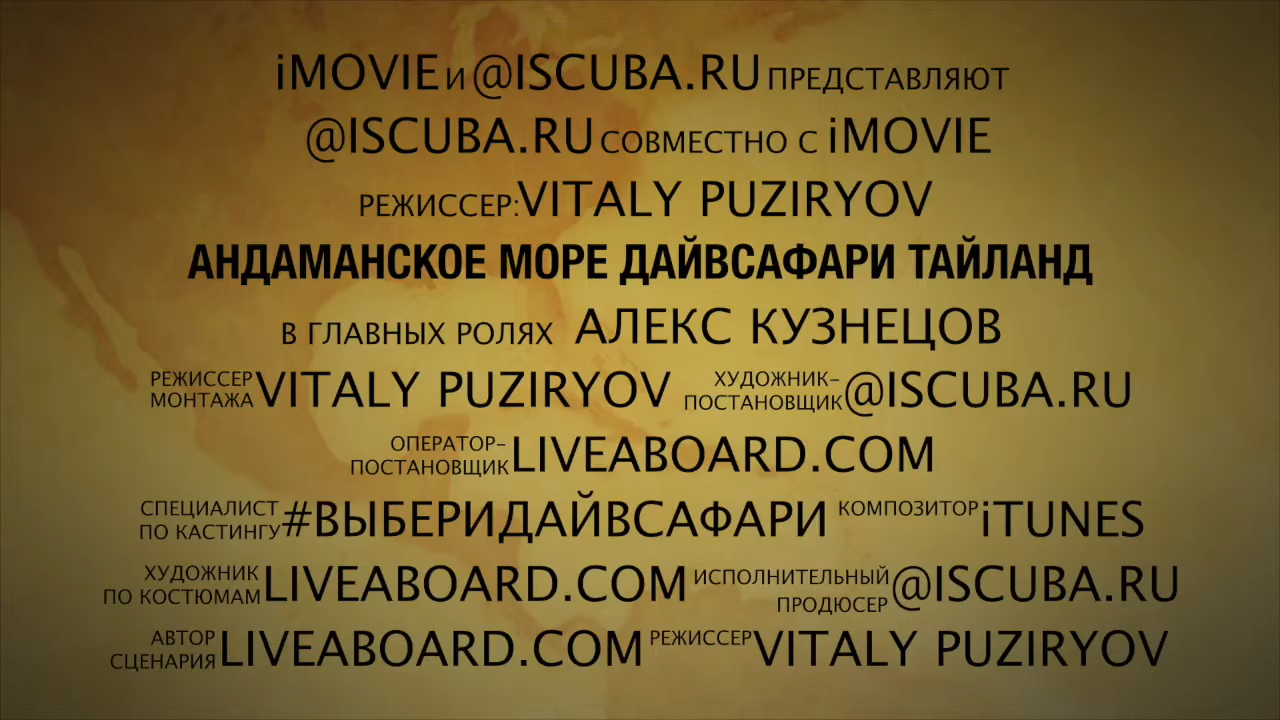 iMOVIE И @ISCUBA.RU ПРЕДСТАВЛЯЮТ
@ISCUBA.RU СОВМЕСТНО С iMOVIE
РЕЖИССЕР: VITALY PUZIRYOV
АНДАМАНСКОЕ МОРЕ ДАЙВСАФАРИ ТАЙЛАНД
В ГЛАВНЫХ РОЛЯХ АЛЕКС КУЗНЕЦОВ
РЕЖИССЕР МОНТАЖА VITALY PUZIRYOV ХУДОЖНИК-ПОСТАНОВЩИК @ISCUBA.RU
ОПЕРАТОР-ПОСТАНОВЩИК LIVEABOARD.COM
СПЕЦИАЛИСТ ПО КАСТИНГУ #ВЫБЕРИДАЙВСАФАРИ КОМПОЗИТОР iTUNES
ХУДОЖНИК ПО КОСТЮМАМ LIVEABOARD.COM ИСПОЛНИТЕЛЬНЫЙ ПРОДЮСЕР @ISCUBA.RU
АВТОР СЦЕНАРИЯ LIVEABOARD.COM РЕЖИССЕР VITALY PUZIRYOV